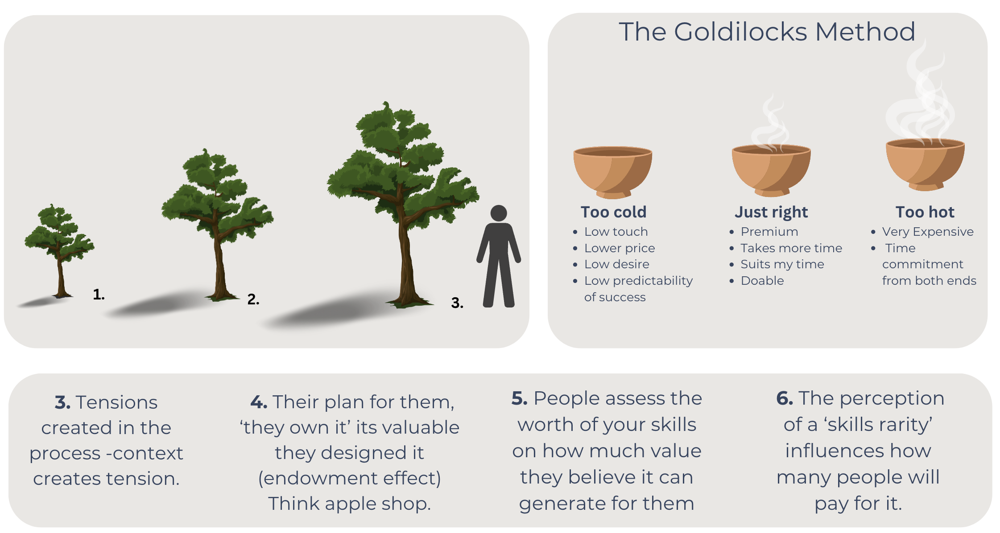 1.
2.
3.
The Goldilocks Method
Too cold
• Low touch
• Lower price
• Low desire
• Low predictability
of success
Just right
• Premium
• Takes more time
• Suits my time
• Doable
Too hot
• Very Expensive
• Time
commitment
from both ends
3. Tensions
created in the
process -context
creates tension.
4. Their plan for them,
‘they own it’ its valuable
they designed it
(endowment effect)
Think apple shop.
5. People assess the
worth of your skills
on how much value
they believe it can
generate for them
6. The perception
of a ‘skills rarity’
influences how
many people will
pay for it.